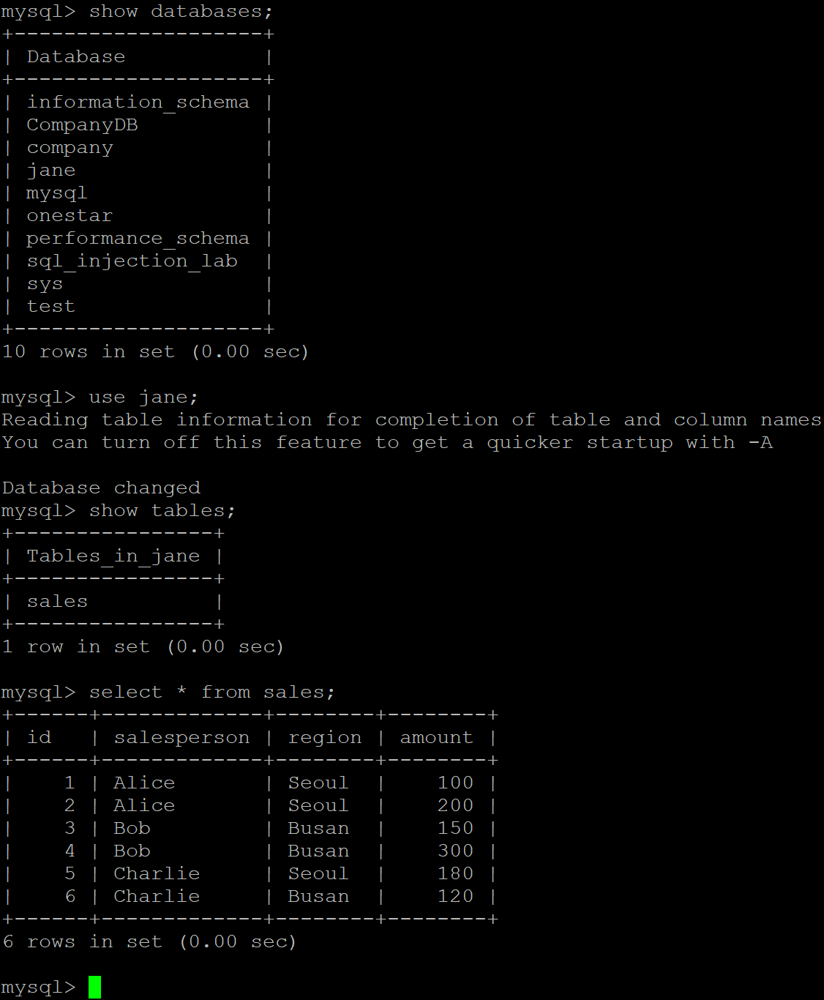 mysql> show databases;
+--------------------+
| Database           |
+--------------------+
| information_schema |
| CompanyDB          |
| company            |
| jane               |
| mysql              |
| onestar            |
| performance_schema |
| sql_injection_lab  |
| sys                |
| test               |
+--------------------+
10 rows in set (0.00 sec)

mysql> use jane;
Reading table information for completion of table and column names
You can turn off this feature to get a quicker startup with -A

Database changed
mysql> show tables;
+----------------+
| Tables_in_jane |
+----------------+
| sales          |
+----------------+
1 row in set (0.00 sec)

mysql> select * from sales;
+------+-------------+--------+--------+
| id   | salesperson | region | amount |
+------+-------------+--------+--------+
|    1 | Alice       | Seoul  |    100 |
|    2 | Alice       | Seoul  |    200 |
|    3 | Bob         | Busan  |    150 |
|    4 | Bob         | Busan  |    300 |
|    5 | Charlie     | Seoul  |    180 |
|    6 | Charlie     | Busan  |    120 |
+------+-------------+--------+--------+
6 rows in set (0.00 sec)

mysql>